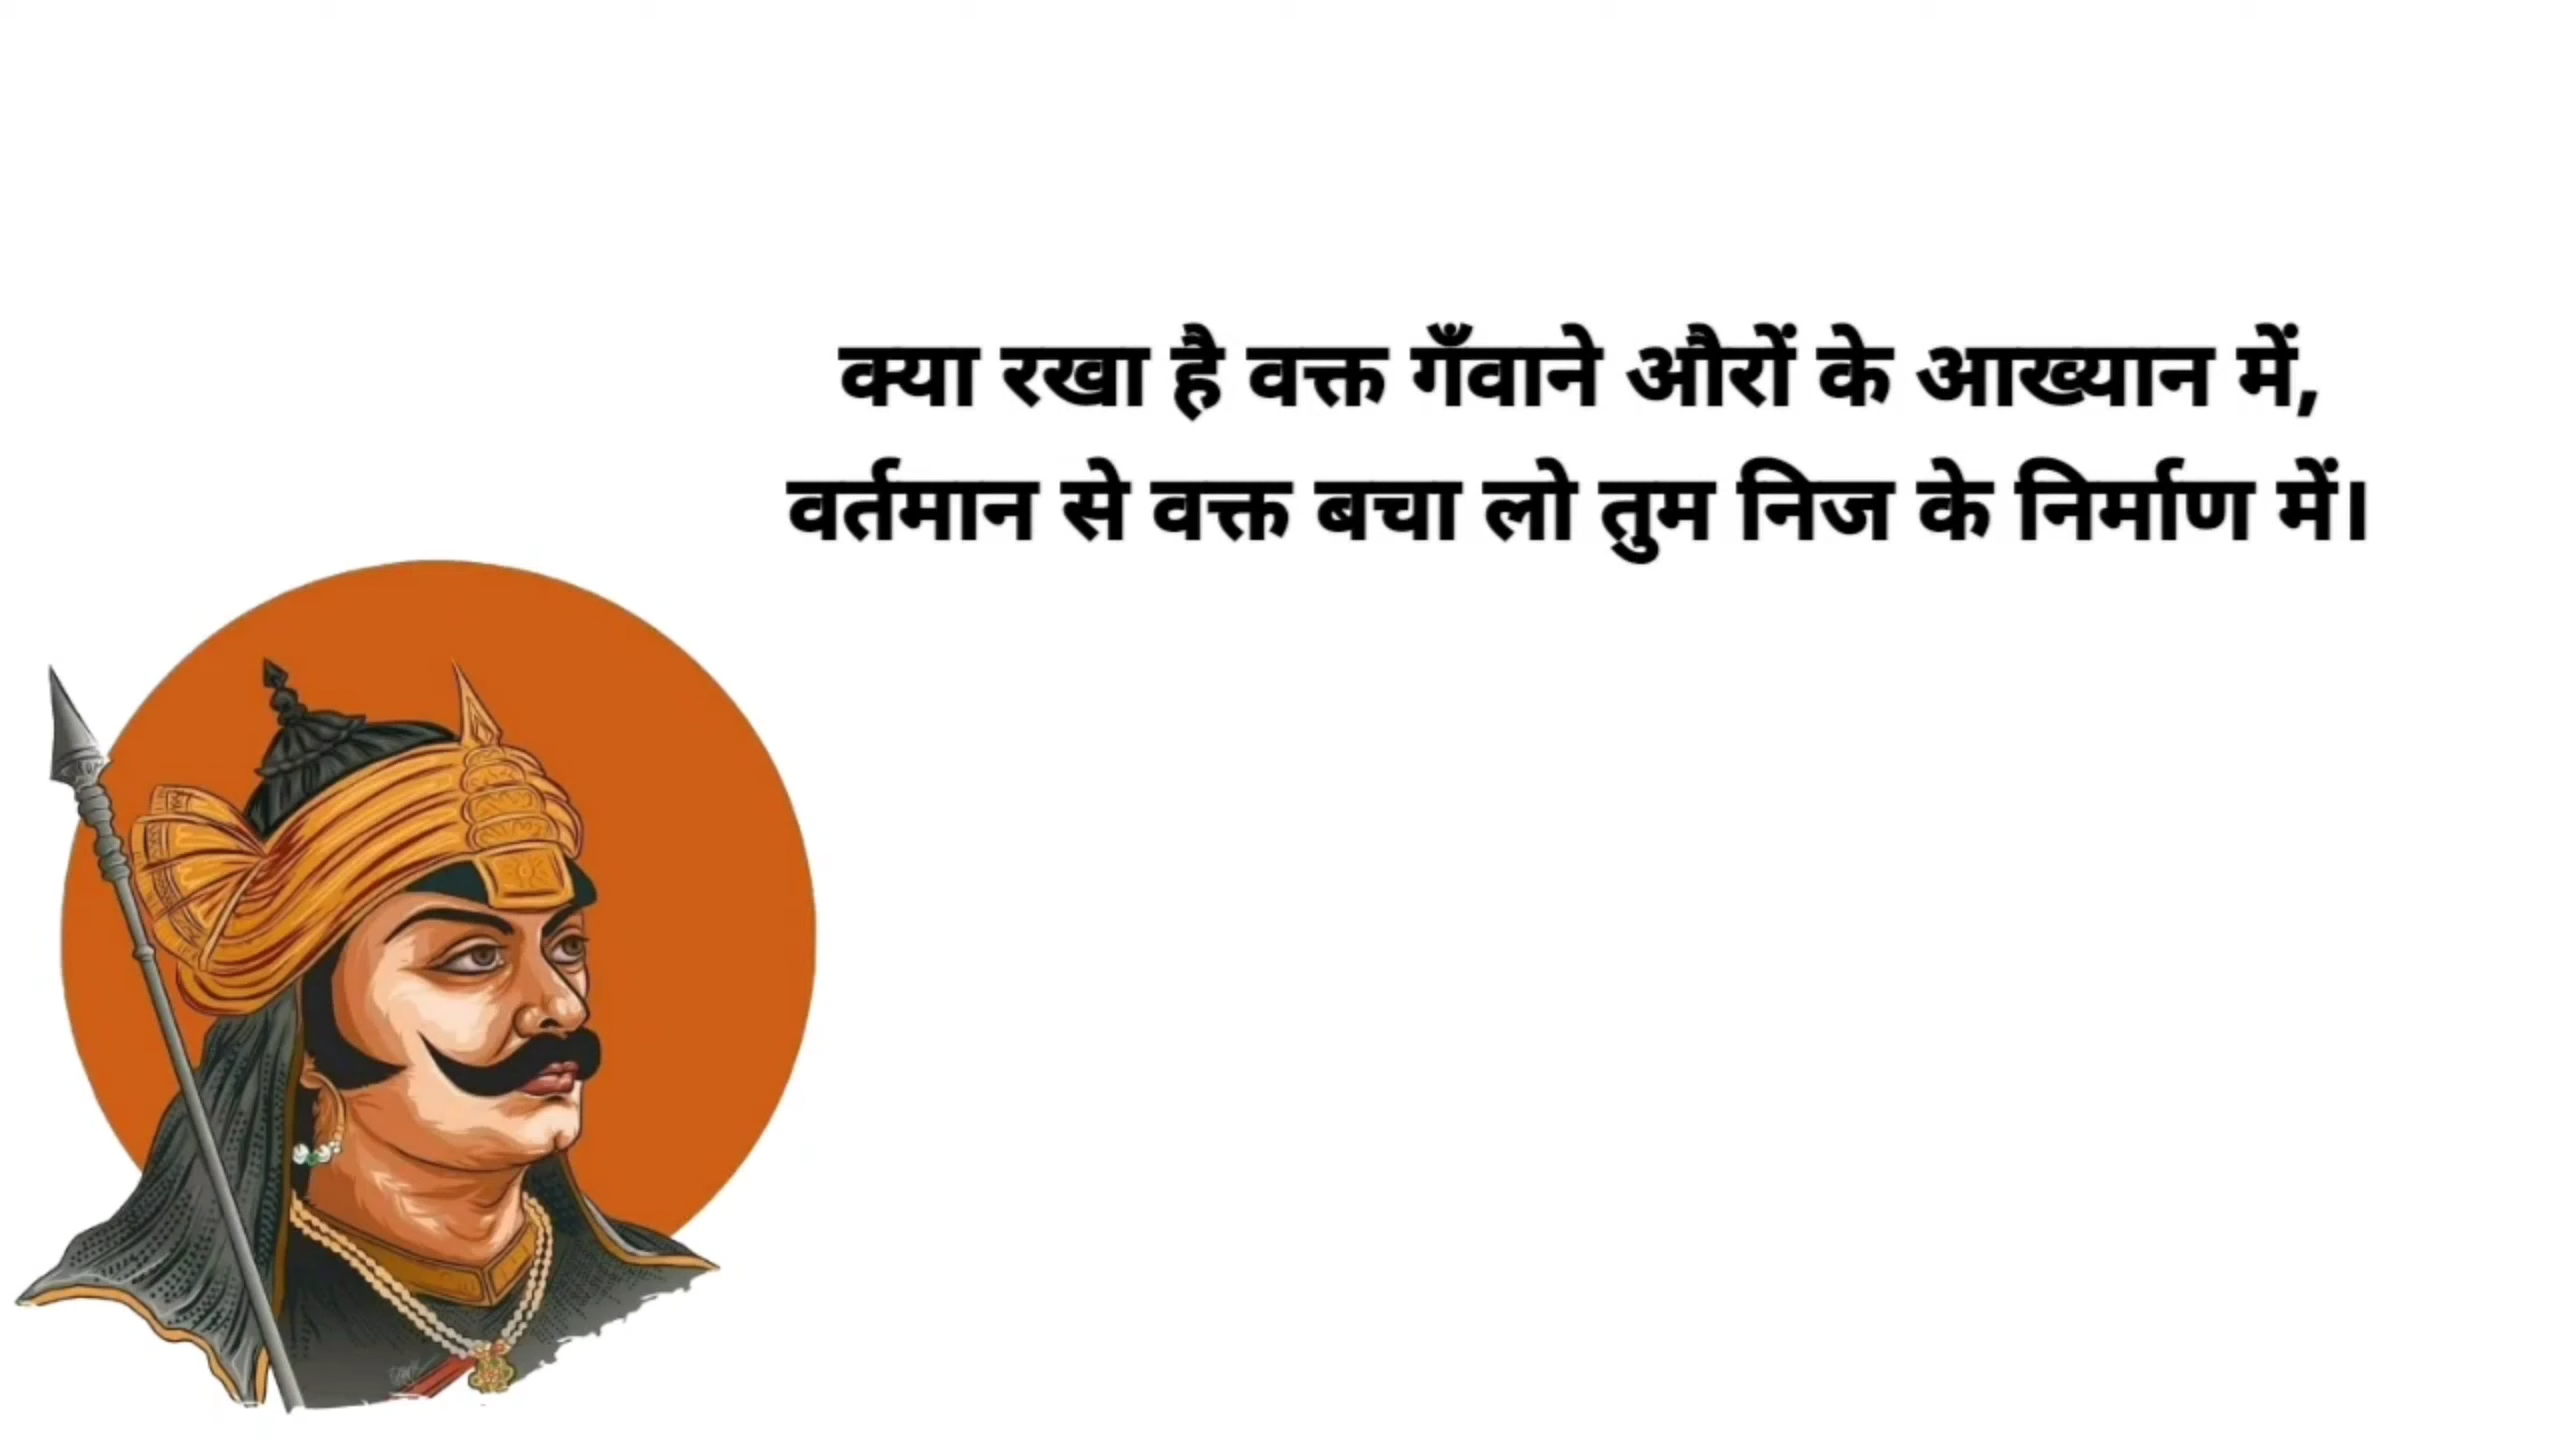 क्या रखा है वक्त गँवाने औरों के आख्यान में,
वर्तमान से वक्त बचा लो तुम निज के निर्माण में।